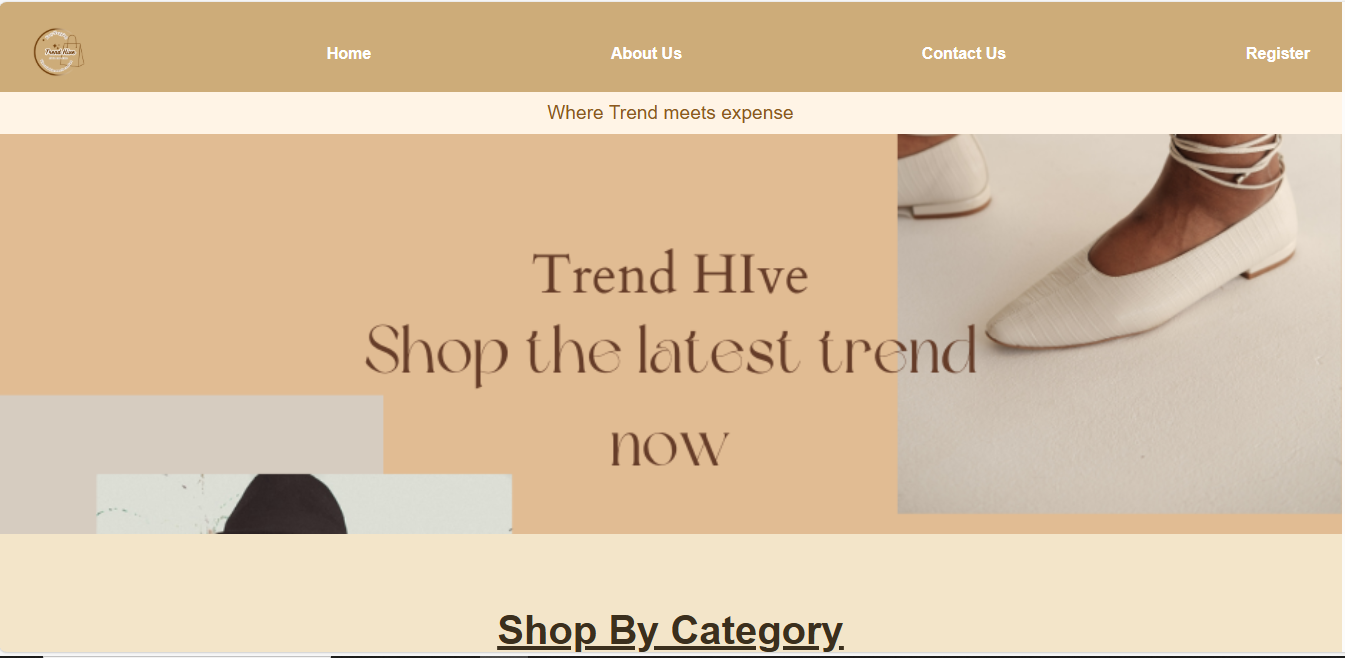 Trend Hive
Home
About Us
Contact Us
Register
Where Trend meets expense
Trend HIve
Shop the latest trend
now
Shop By Category